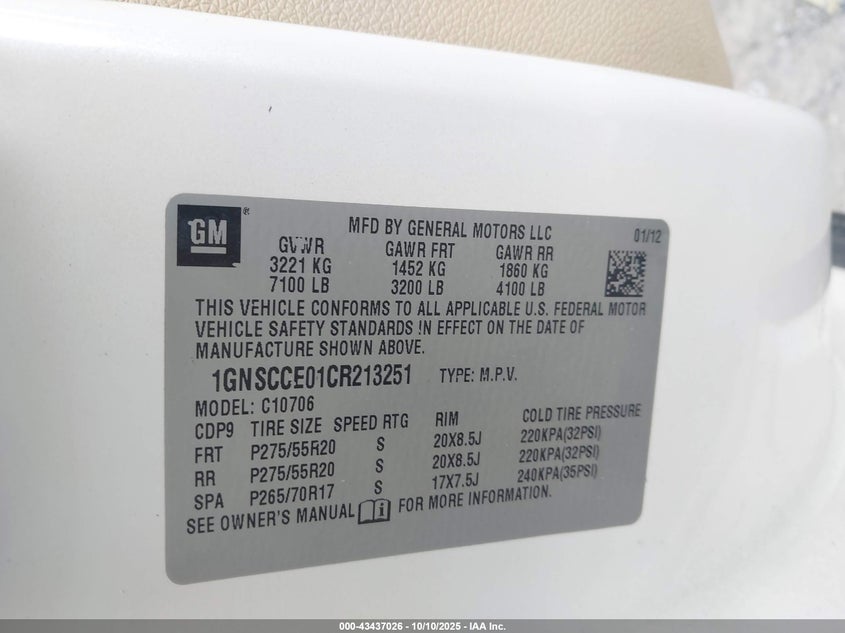 GM ®
MFD BY GENERAL MOTORS LLC 01/12
GVWR GAWR FRT GAWR RR
3221 KG 1452 KG 1860 KG
7100 LB 3200 LB 4100 LB
THIS VEHICLE CONFORMS TO ALL APPLICABLE U.S. FEDERAL MOTOR
VEHICLE SAFETY STANDARDS IN EFFECT ON THE DATE OF
MANUFACTURE SHOWN ABOVE.
1GNSCCE01CR213251 TYPE: M.P.V.
MODEL: C10706
CDP9 TIRE SIZE SPEED RTG RIM COLD TIRE PRESSURE
FRT P275/55R20 S 20X8.5J 220KPA(32PSI)
RR P275/55R20 S 20X8.5J 220KPA(32PSI)
SPA P265/70R17 S 17X7.5J 240KPA(35PSI)
SEE OWNER'S MANUAL i FOR MORE INFORMATION.
000-43437026 - 10/10/2025 - IAA Inc.